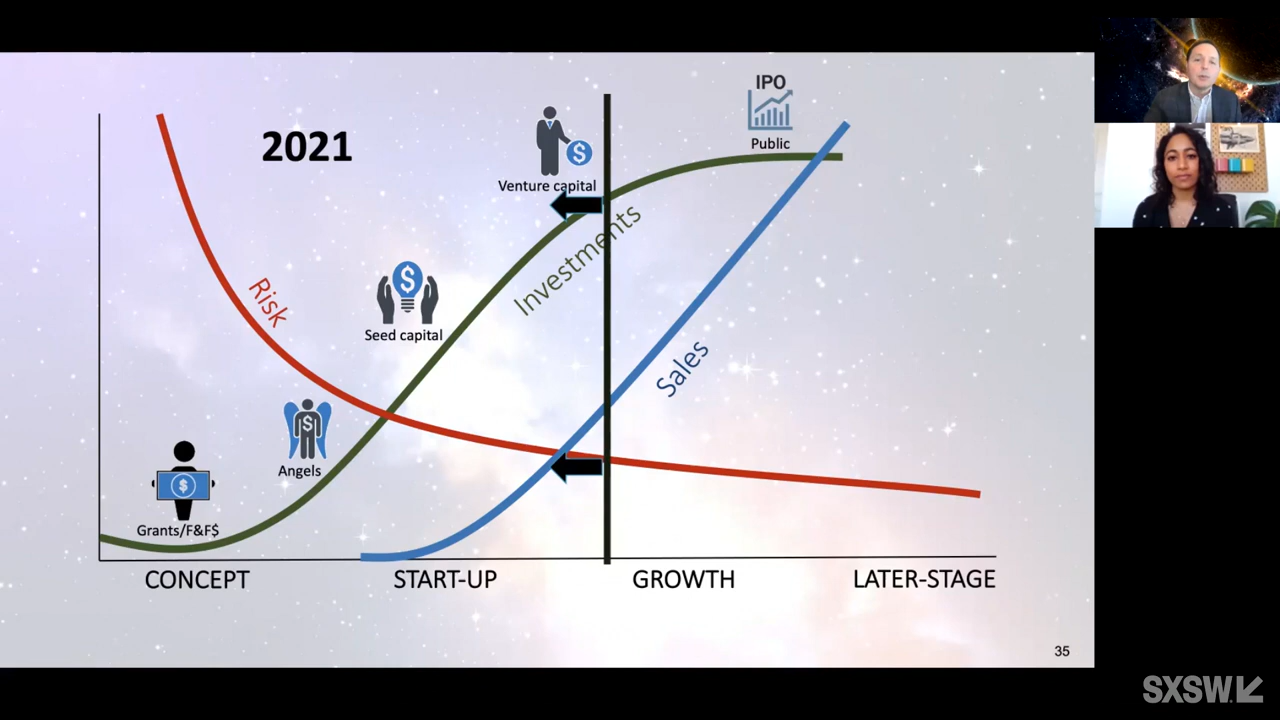 2021
IPO
Public
Venture capital
Investments
Risk
Seed capital
Sales
Angels
Grants/F&F$
CONCEPT
START-UP
GROWTH
LATER-STAGE
35
SXSW